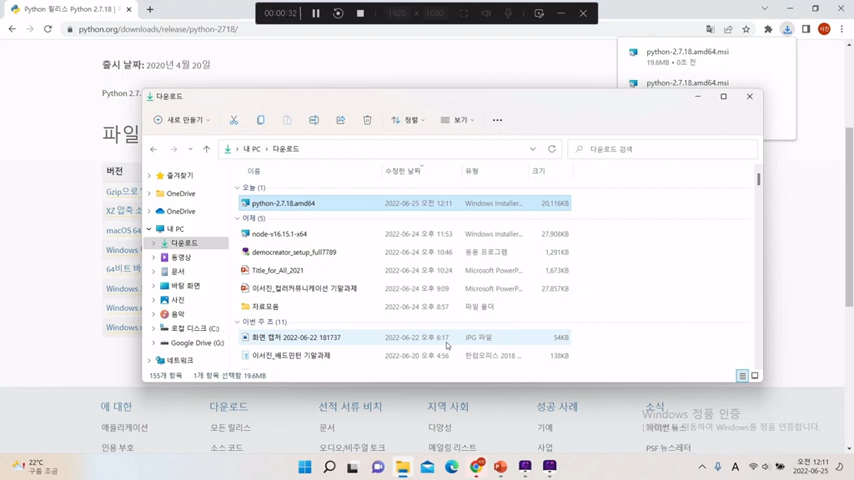 Python 릴리스 Python 2.7.18 |
00:00:32
1920 × 1080
python.org/downloads/release/python-2718/
서진
출시 날짜: 2020년 4월 20일
Python 2.7
파일
버전
Gzip으로
XZ 압축 소
macOS 64
Windows
64비트 바
Windows
Windows
Windows x
python-2.7.18.amd64.msi
19.6MB • 0초 전
python-2.7.18.amd64.msi
다운로드
새로 만들기
정렬
보기
내 PC > 다운로드
다운로드 검색
이름 수정한 날짜 유형 크기
오늘 (1)
python-2.7.18.amd64 2022-06-25 오전 12:11 Windows Installer... 20,116KB
어제 (5)
node-v16.15.1-x64 2022-06-24 오후 11:53 Windows Installer... 27,908KB
democreator_setup_full7789 2022-06-24 오후 10:46 응용 프로그램 1,291KB
Title_for_All_2021 2022-06-24 오후 10:24 Microsoft PowerP... 1,673KB
이서진_컬러커뮤니케이션 기말과제 2022-06-24 오후 9:09 Microsoft PowerP... 27,857KB
자료모음 2022-06-24 오후 8:57 파일 폴더
이번 주 초 (11)
화면 캡처 2022-06-22 181737 2022-06-22 오후 6:17 JPG 파일 54KB
이서진_배드민턴 기말과제 2022-06-20 오후 4:56 한컴오피스 2018 ... 138KB
즐겨찾기
OneDrive
OneDrive
내 PC
다운로드
동영상
문서
바탕 화면
사진
음악
로컬 디스크 (C:)
Google Drive (G:)
네트워크
155개 항목 1개 항목 선택함 19.6MB
에 대한 다운로드 선적 서류 비치 지역 사회 성공 사례 소식
애플리케이션 모든 릴리스 문서 다양성 기예
인용 부호 소스 코드 오디오/비주얼 토크 메일링 리스트 사업 PSF 뉴스레터
Windows 정품 인증
[설정]으로 이동하여 Windows를 정품 인증합니다.
22℃
구름 조금
A
오전 12:11
2022-06-25